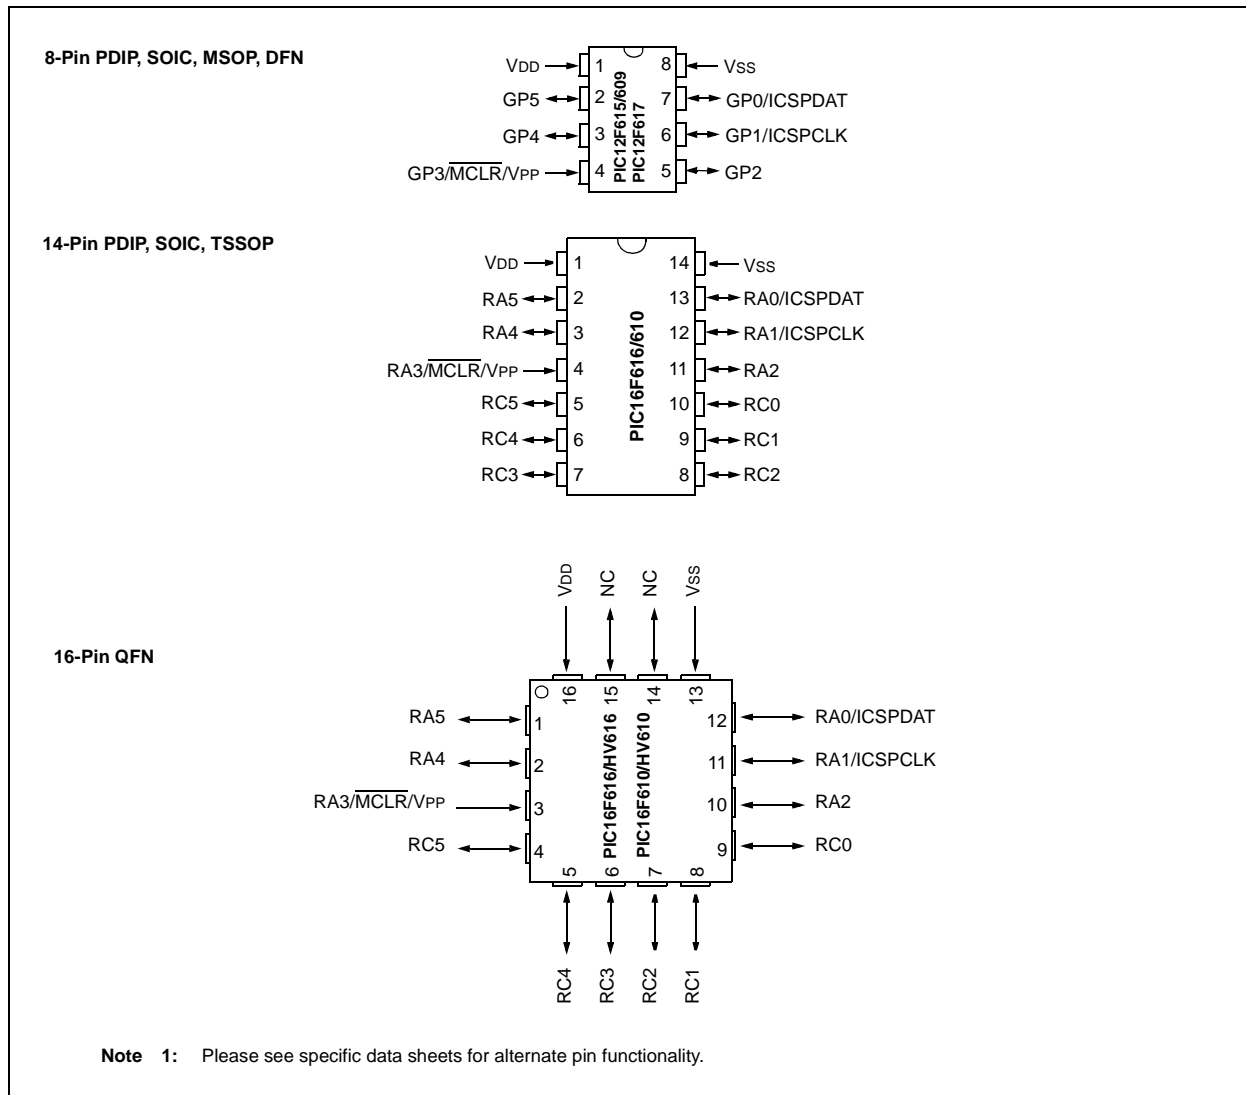 8-Pin PDIP, SOIC, MSOP, DFN
VDD 1 8 VSS
GP5 2 7 GP0/ICSPDAT
GP4 3 6 GP1/ICSPCLK
GP3/MCLR/VPP 4 5 GP2
PIC12F615/609
PIC12F617
14-Pin PDIP, SOIC, TSSOP
VDD 1 14 VSS
RA5 2 13 RA0/ICSPDAT
RA4 3 12 RA1/ICSPCLK
RA3/MCLR/VPP 4 11 RA2
RC5 5 10 RC0
RC4 6 9 RC1
RC3 7 8 RC2
PIC16F616/610
16-Pin QFN
VDD NC NC VSS
16 15 14 13
RA5 1 12 RA0/ICSPDAT
RA4 2 11 RA1/ICSPCLK
RA3/MCLR/VPP 3 10 RA2
RC5 4 9 RC0
PIC16F616/HV616
PIC16F610/HV610
5 6 7 8
RC4 RC3 RC2 RC1
Note 1: Please see specific data sheets for alternate pin functionality.